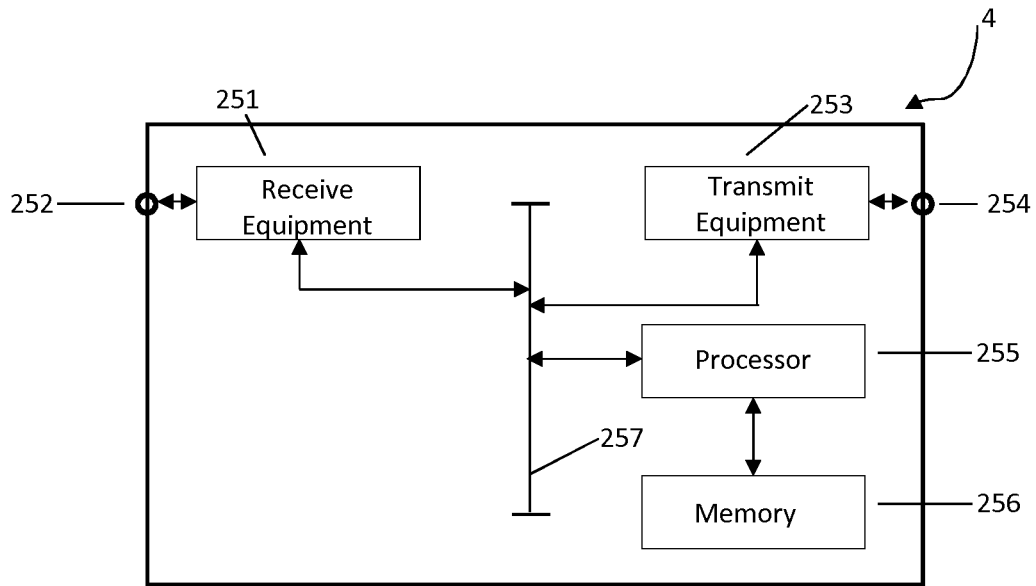 4
251
253
252
Receive
Equipment
Transmit
Equipment
254
Processor
255
257
Memory
256